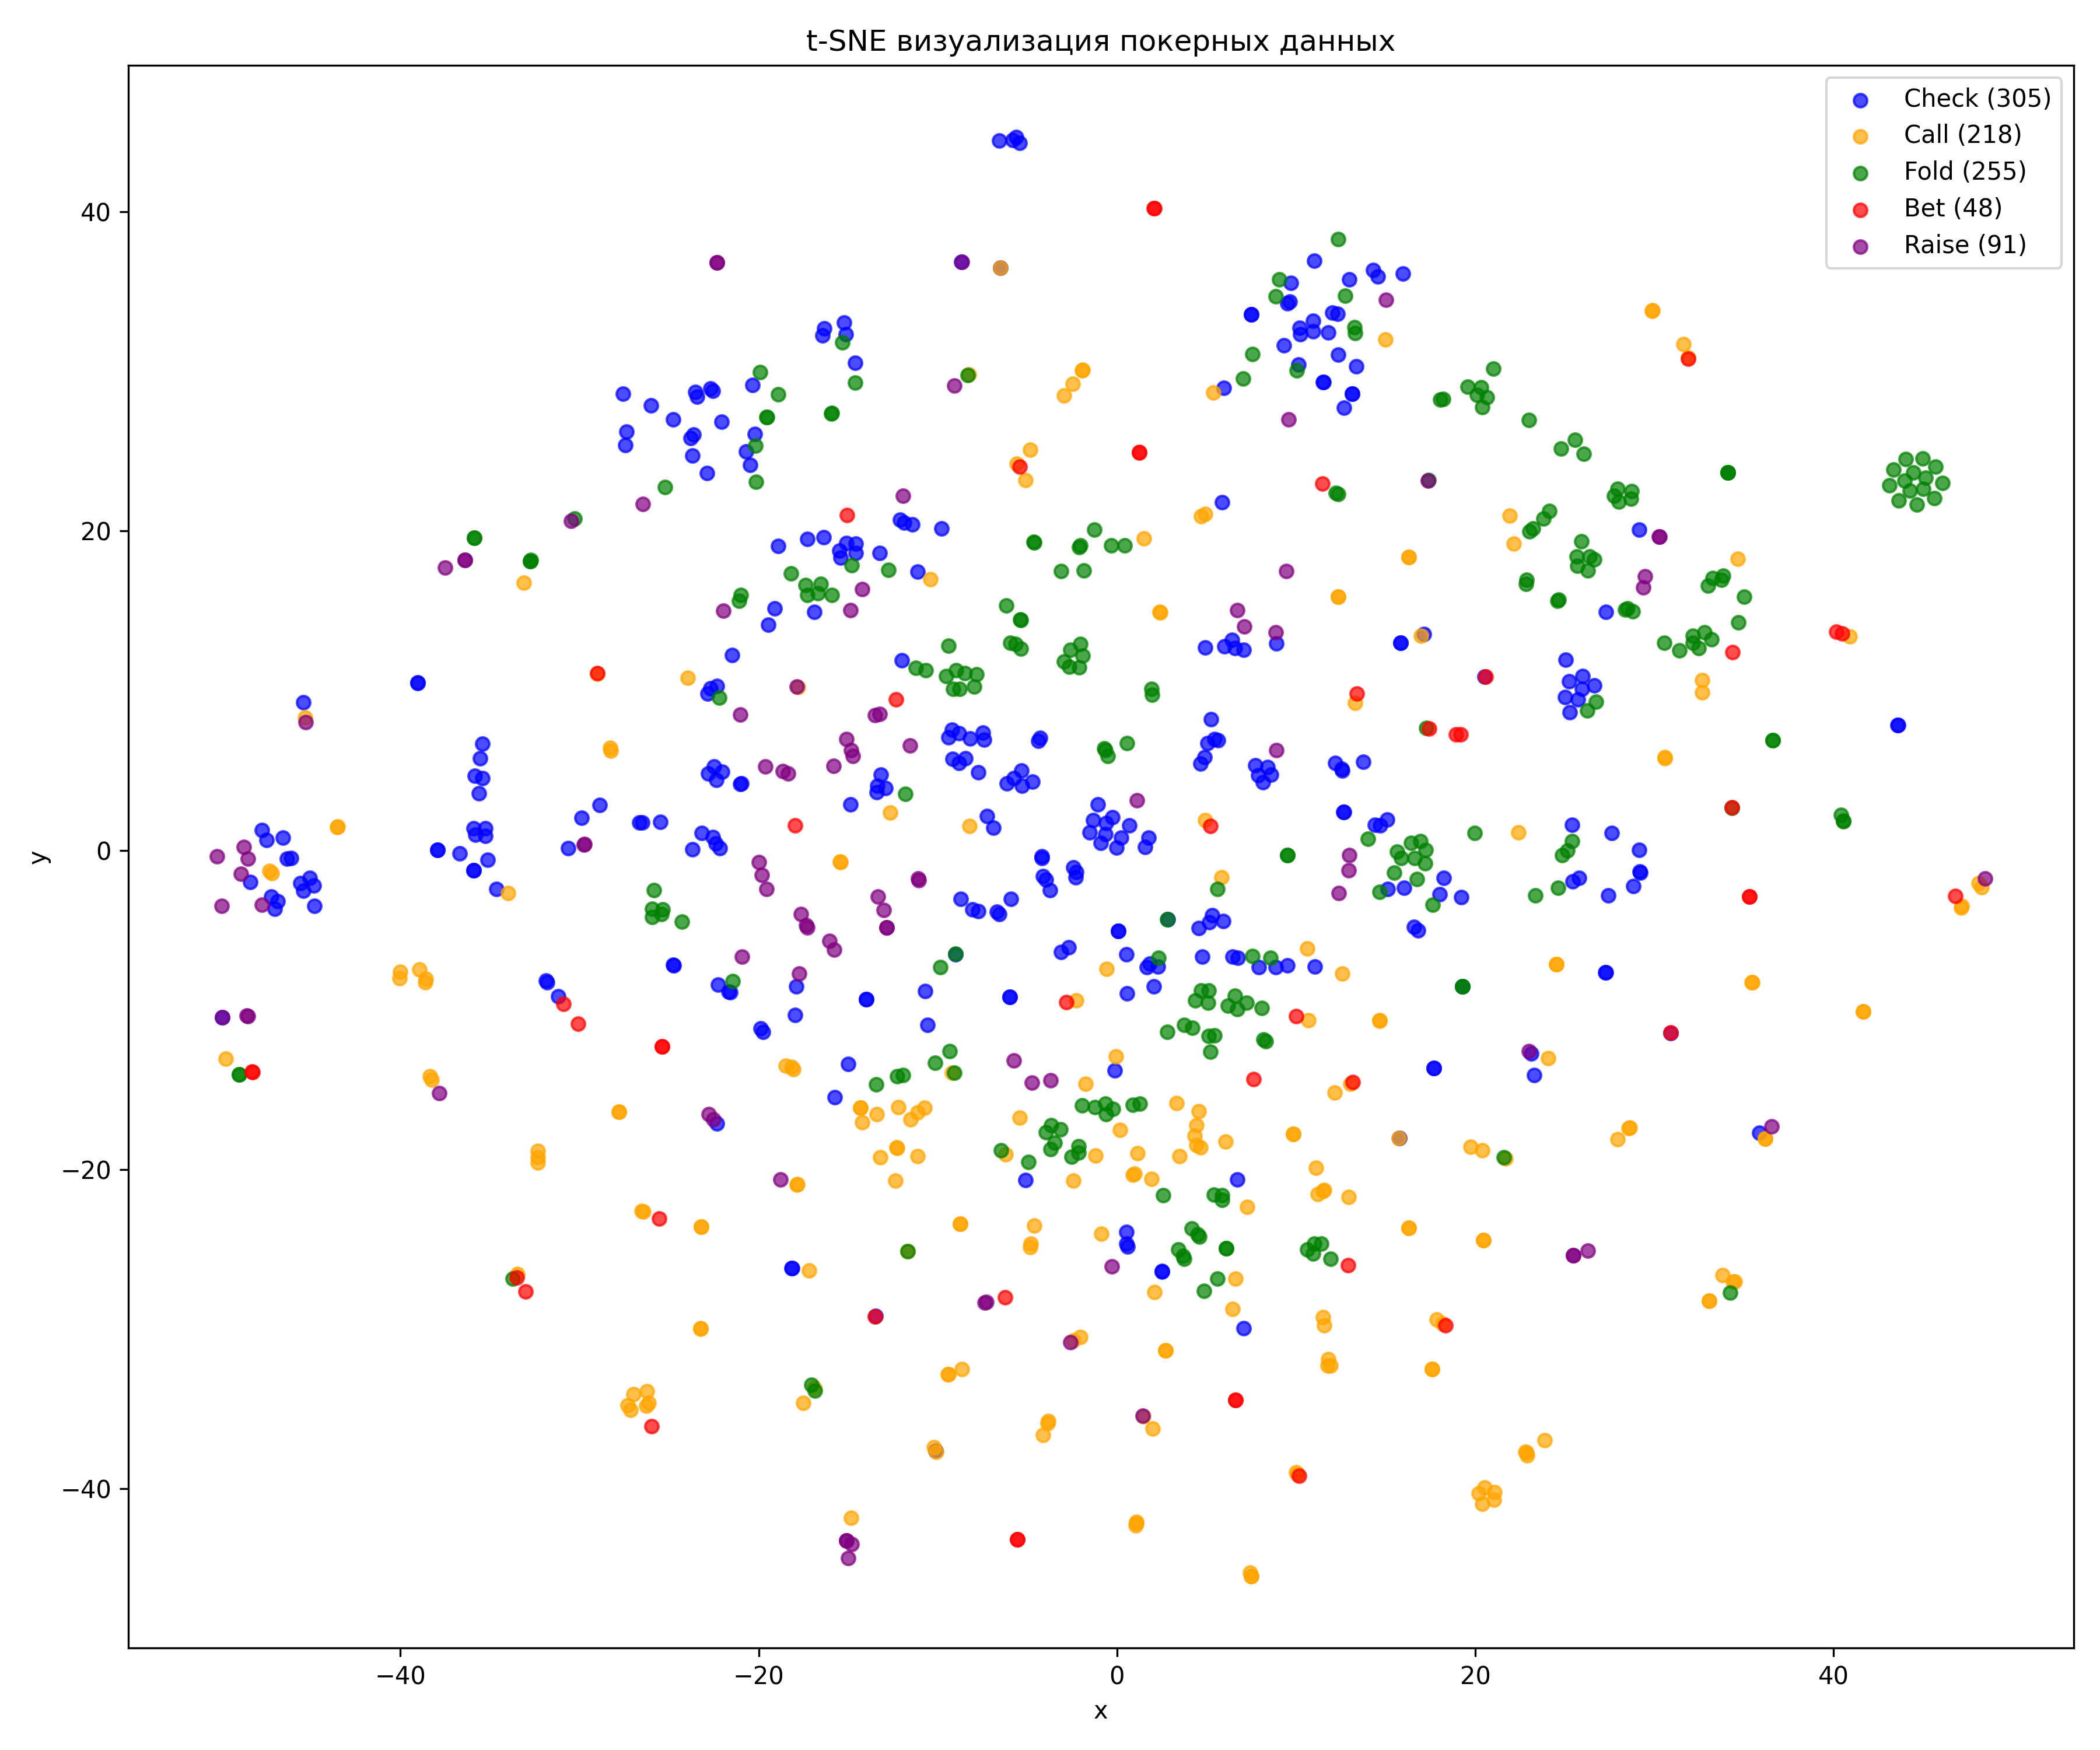 t-SNE визуализация покерных данных
Check (305)
Call (218)
Fold (255)
Bet (48)
Raise (91)
40
20
0
−20
−40
y
−40
−20
0
20
40
x